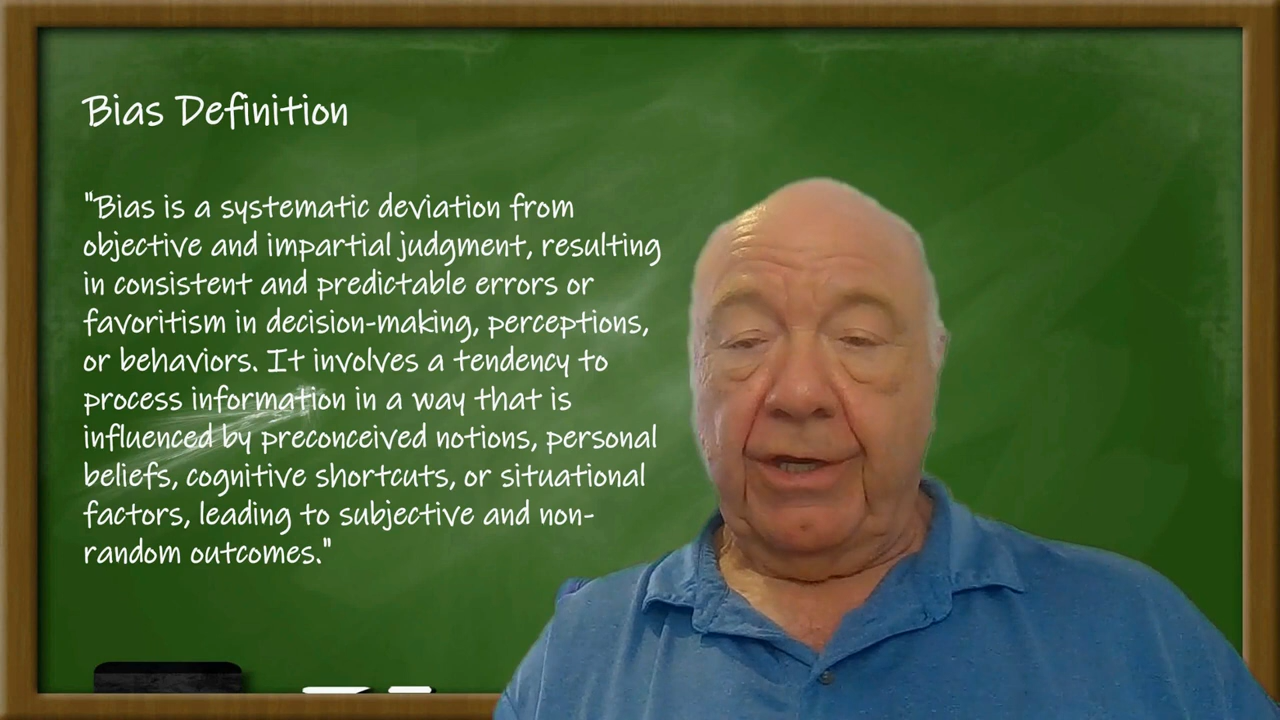 Bias Definition
"Bias is a systematic deviation from
objective and impartial judgment, resulting
in consistent and predictable errors or
favoritism in decision-making, perceptions,
or behaviors. It involves a tendency to
process information in a way that is
influenced by preconceived notions, personal
beliefs, cognitive shortcuts, or situational
factors, leading to subjective and non-
random outcomes."